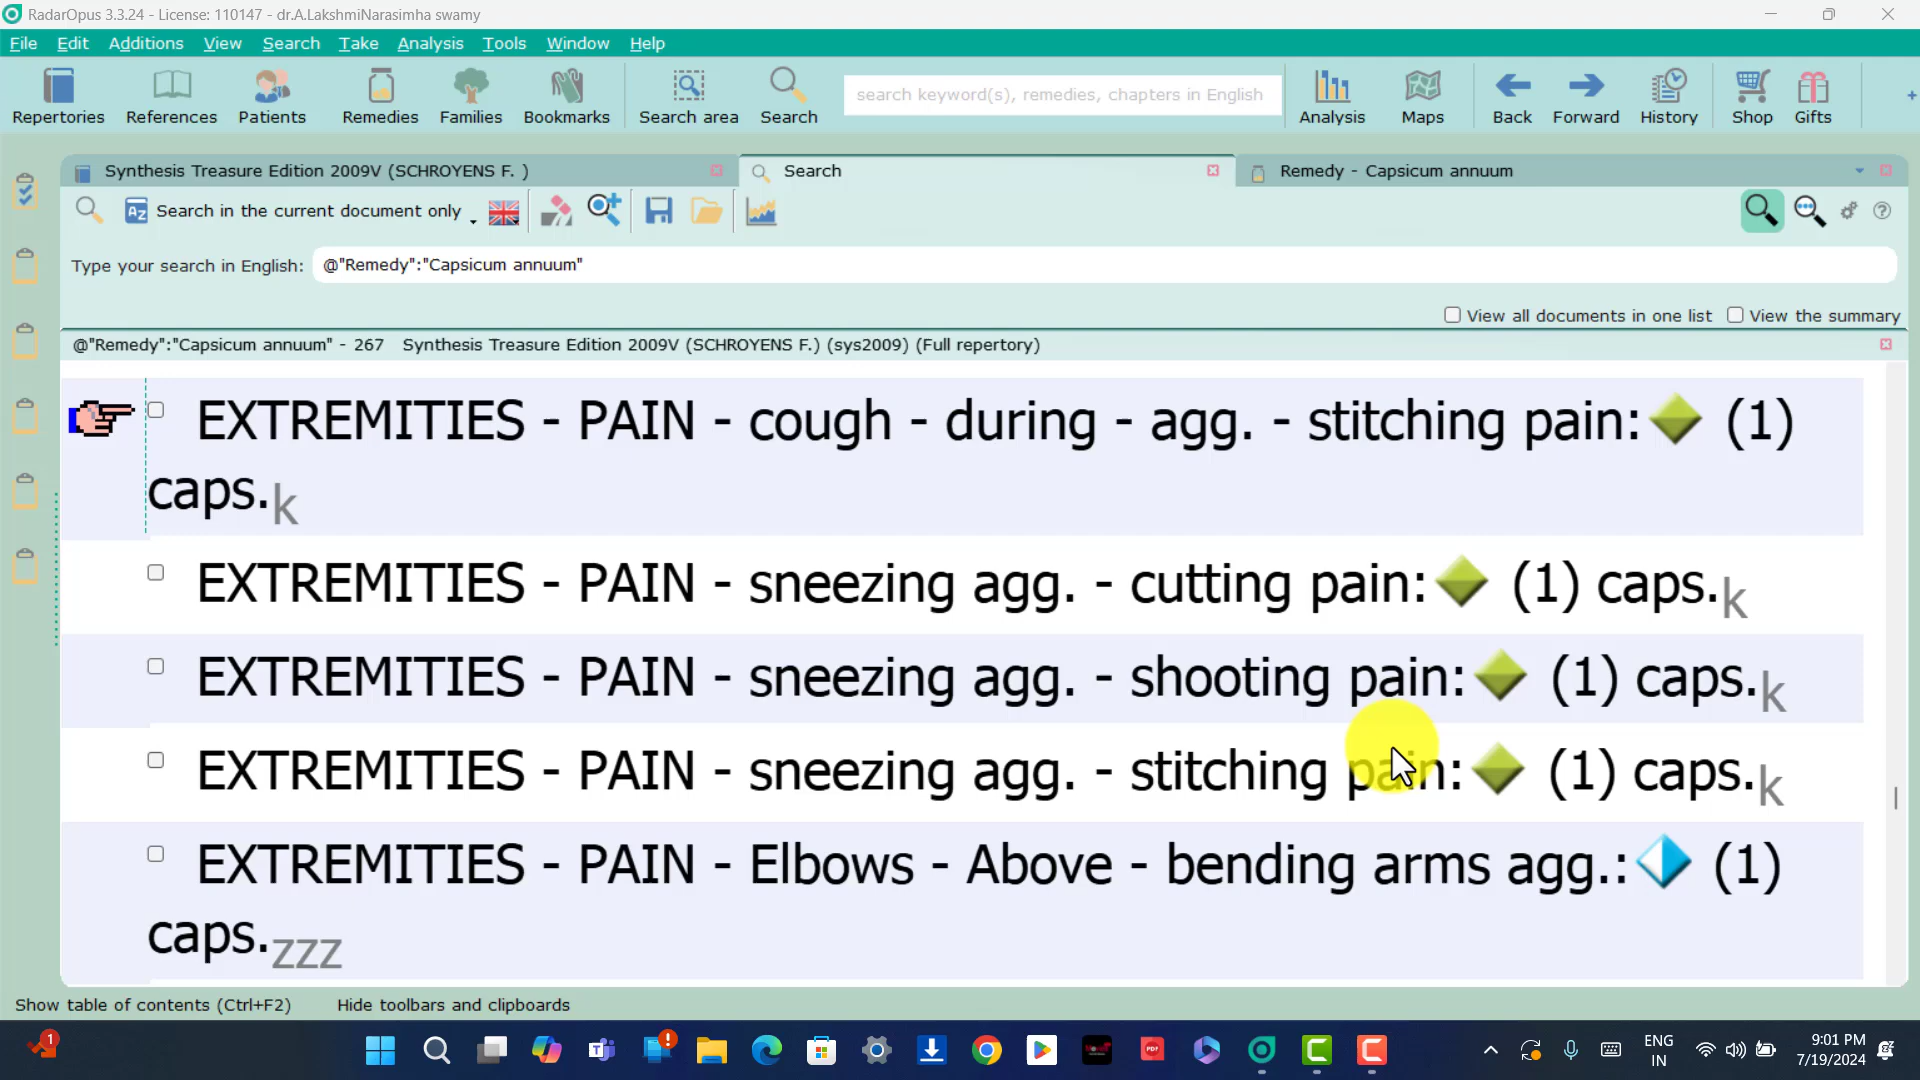 RadarOpus 3.3.24 - License: 110147 - dr.A.LakshmiNarasimha swamy
File Edit Additions View Search Take Analysis Tools Window Help
Repertories References Patients Remedies Families Bookmarks Search area Search search keyword(s), remedies, chapters in English Analysis Maps Back Forward History Shop Gifts
Synthesis Treasure Edition 2009V (SCHROYENS F. ) Search Remedy - Capsicum annuum
AZ Search in the current document only
Type your search in English: @"Remedy":"Capsicum annuum"
View all documents in one list View the summary
@"Remedy":"Capsicum annuum" - 267 Synthesis Treasure Edition 2009V (SCHROYENS F.) (sys2009) (Full repertory)
EXTREMITIES - PAIN - cough - during - agg. - stitching pain: (1)
caps.k
EXTREMITIES - PAIN - sneezing agg. - cutting pain: (1) caps.k
EXTREMITIES - PAIN - sneezing agg. - shooting pain: (1) caps.k
EXTREMITIES - PAIN - sneezing agg. - stitching pain: (1) caps.k
EXTREMITIES - PAIN - Elbows - Above - bending arms agg.: (1)
caps.zzz
Show table of contents (Ctrl+F2) Hide toolbars and clipboards
1 PDF ENG 9:01 PM
IN 7/19/2024